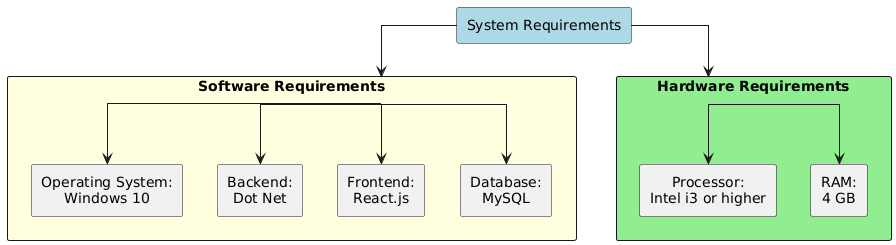 System Requirements
Software Requirements
Hardware Requirements
Operating System:
Windows 10
Backend:
Dot Net
Frontend:
React.js
Database:
MySQL
Processor:
Intel i3 or higher
RAM:
4 GB